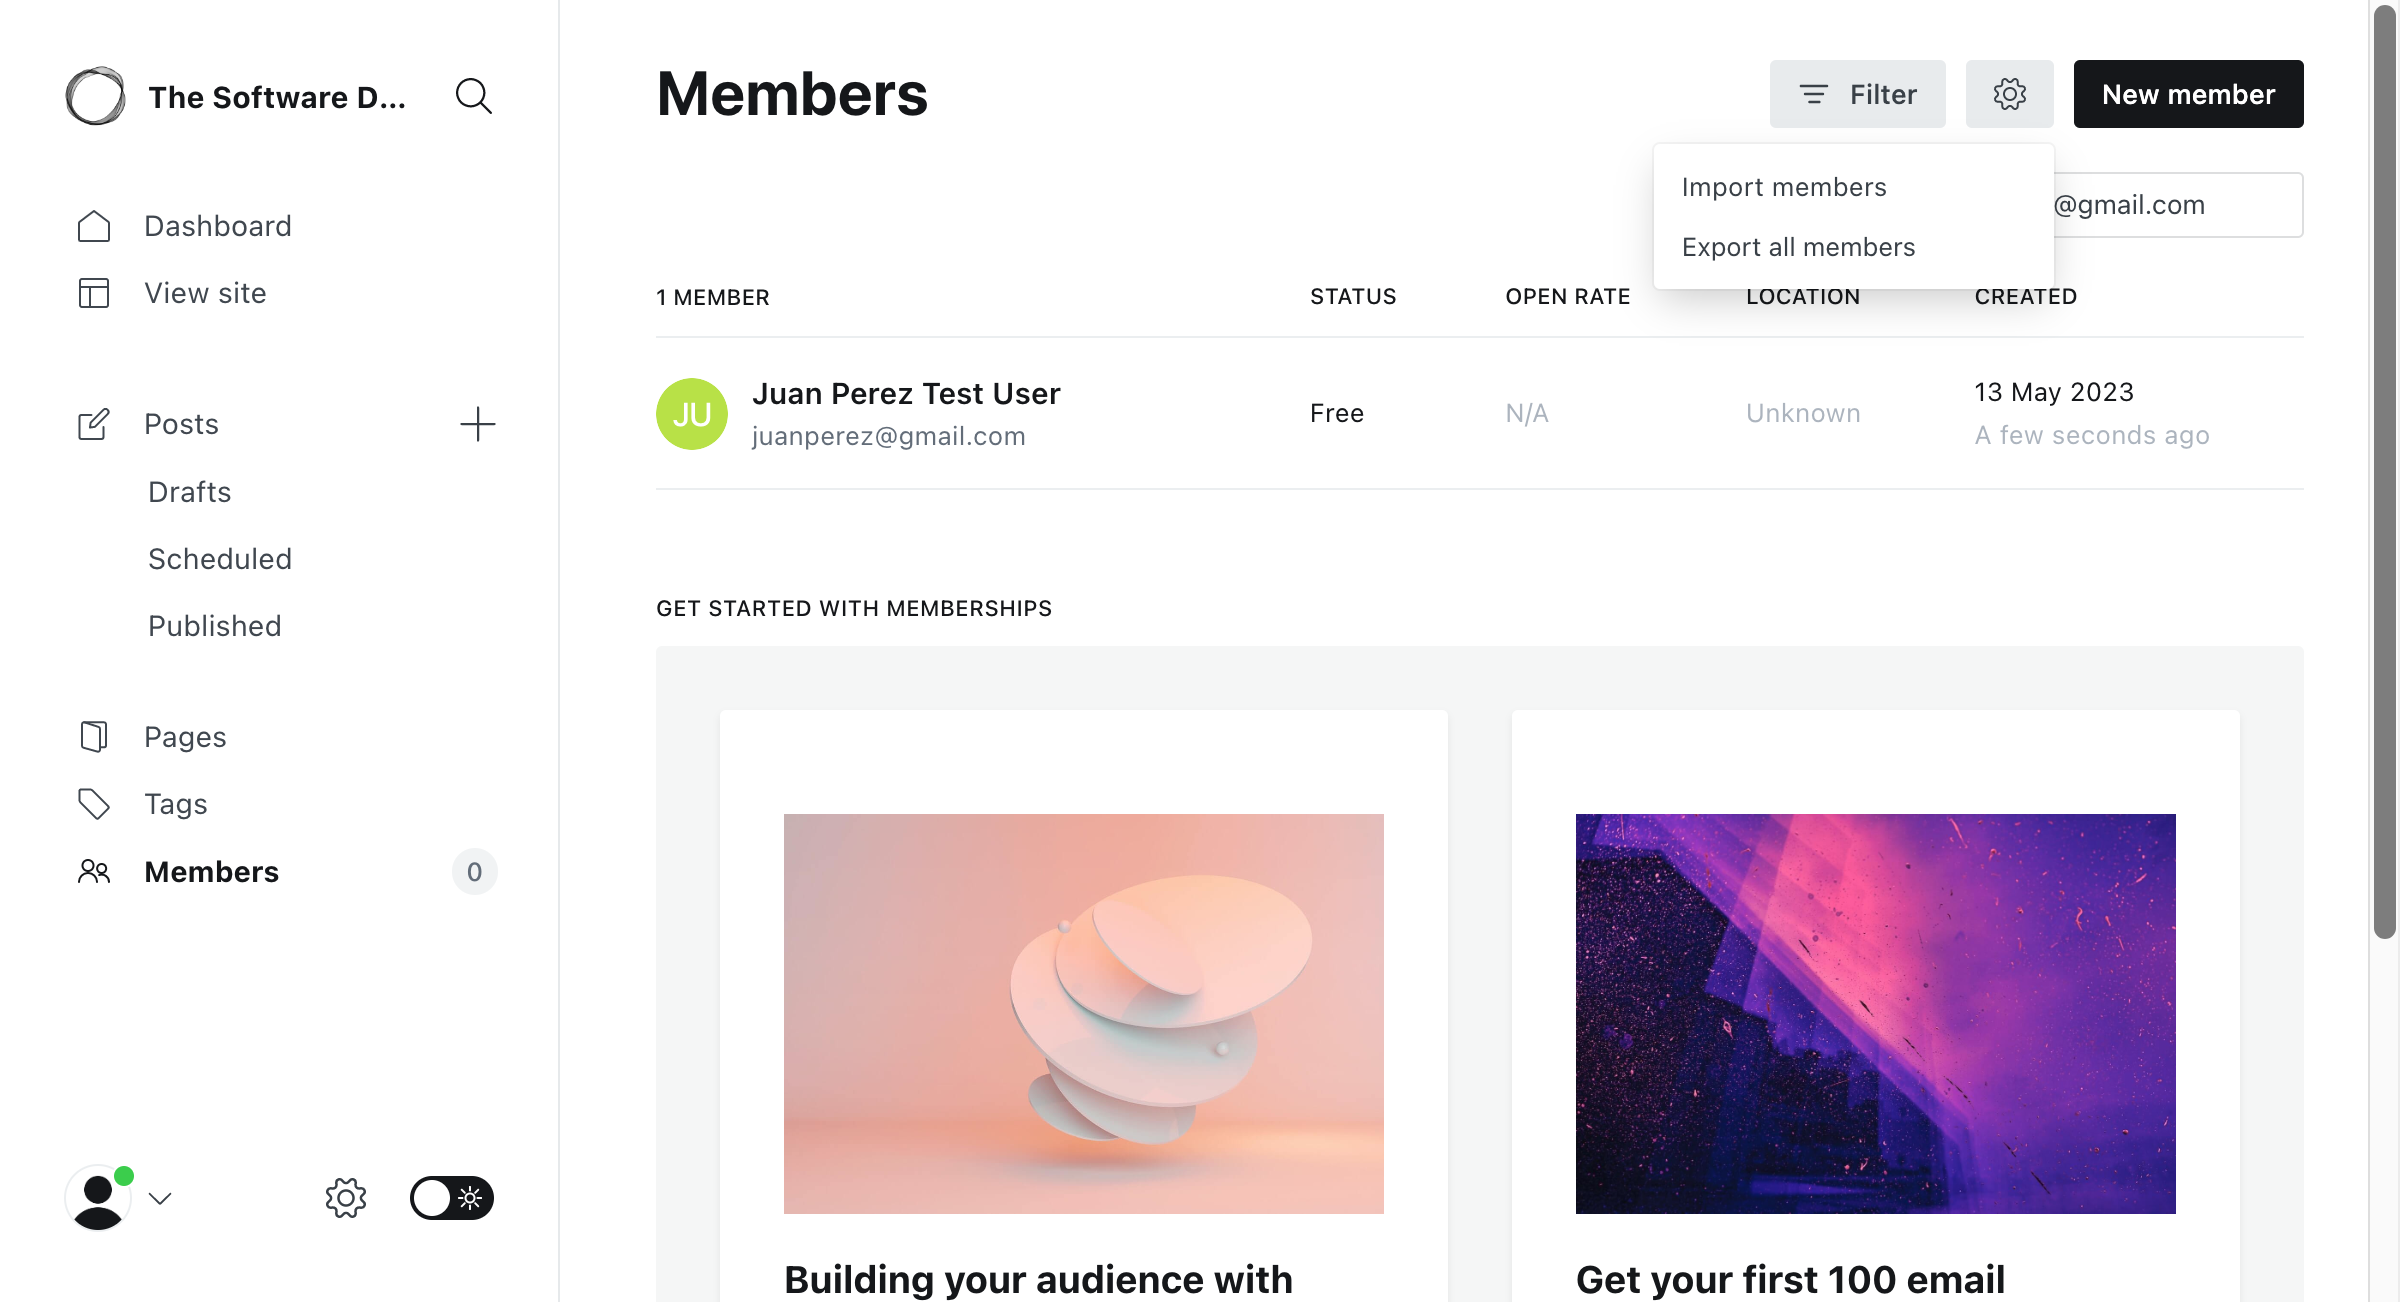 The Software D...
Dashboard
View site
Posts
Drafts
Scheduled
Published
Pages
Tags
Members
0
Members
Filter
New member
Import members
Export all members
@gmail.com
1 MEMBER
STATUS
OPEN RATE
LOCATION
CREATED
JU
Juan Perez Test User
juanperez@gmail.com
Free
N/A
Unknown
13 May 2023
A few seconds ago
GET STARTED WITH MEMBERSHIPS
Building your audience with
Get your first 100 email